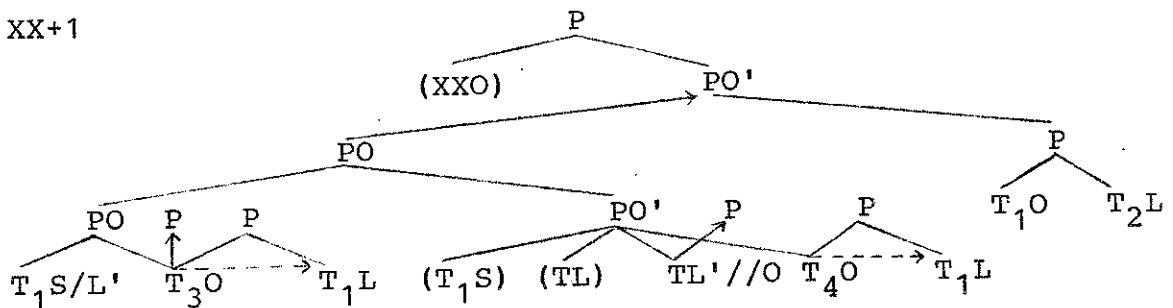 XX+1
P
(XXO)
PO'
PO
P
T₁O
T₂L
PO
P
P
PO'
P
P
T₁S/L'
T₃O
T₁L
(T₁S)
(TL)
TL'//O
T₄O
T₁L